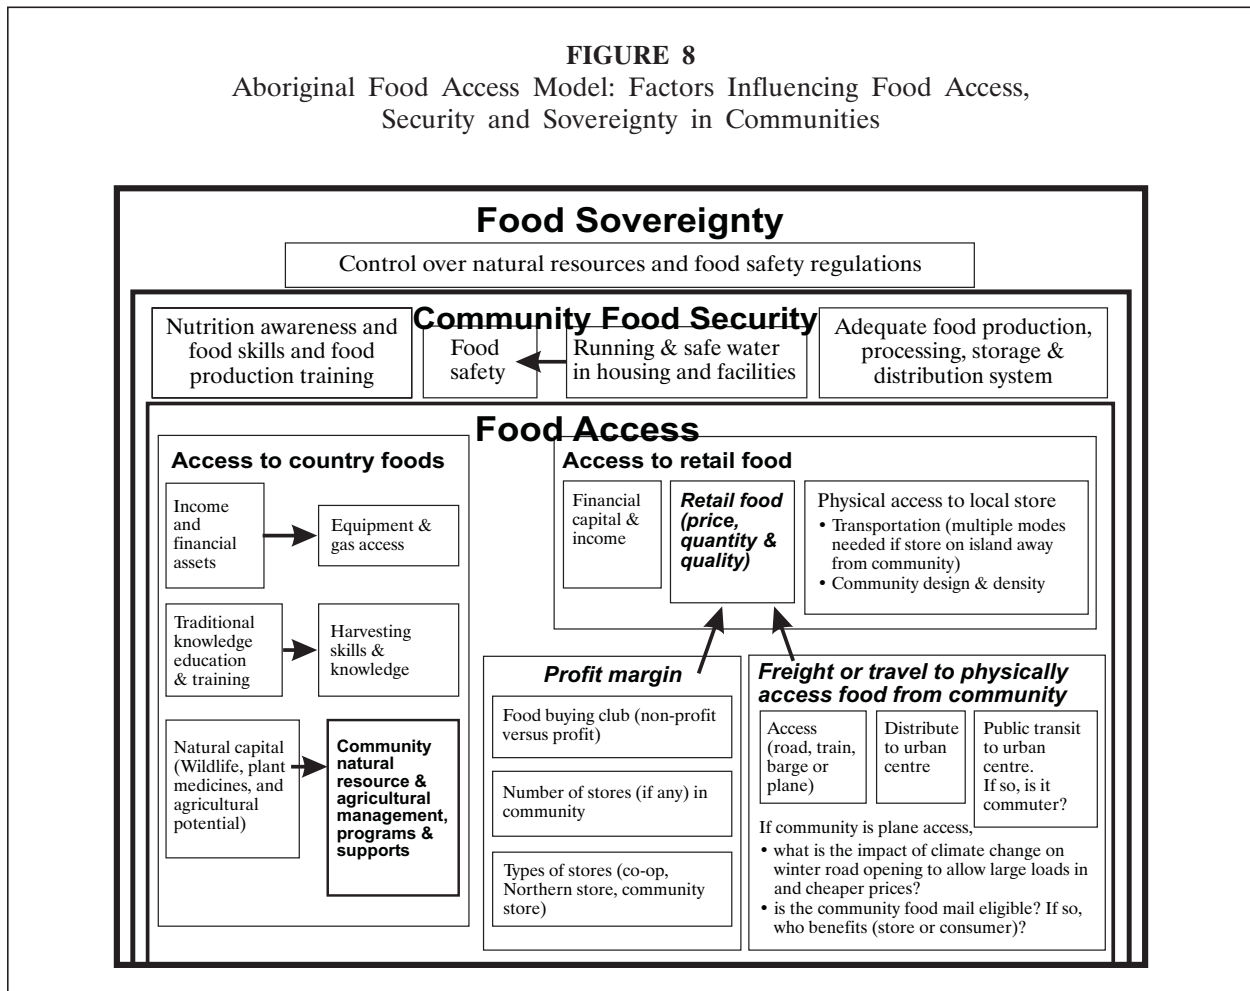 FIGURE 8
Aboriginal Food Access Model: Factors Influencing Food Access,
Security and Sovereignty in Communities
Food Sovereignty
Control over natural resources and food safety regulations
Community Food Security
Nutrition awareness and
food skills and food
production training
Food
safety
Running & safe water
in housing and facilities
Adequate food production,
processing, storage &
distribution system
Food Access
Access to country foods
Income
and
financial
assets
Equipment &
gas access
Traditional
knowledge
education
& training
Harvesting
skills &
knowledge
Natural capital
(Wildlife, plant
medicines, and
agricultural
potential)
Community
natural
resource &
agricultural
management,
programs &
supports
Access to retail food
Financial
capital &
income
Retail food
(price,
quantity &
quality)
Physical access to local store
• Transportation (multiple modes
needed if store on island away
from community)
• Community design & density
Profit margin
Food buying club (non-profit
versus profit)
Number of stores (if any) in
community
Types of stores (co-op,
Northern store, community
store)
Freight or travel to physically
access food from community
Access
(road, train,
barge or
plane)
Distribute
to urban
centre
Public transit
to urban
centre.
If so, is it
commuter?
If community is plane access,
• what is the impact of climate change on
winter road opening to allow large loads in
and cheaper prices?
• is the community food mail eligible? If so,
who benefits (store or consumer)?